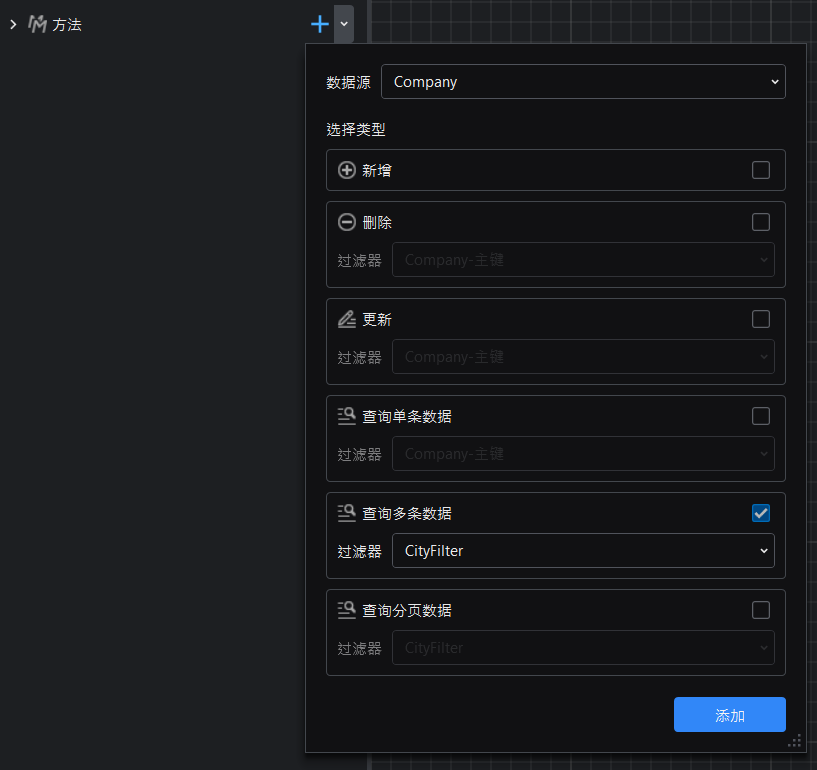 方法
数据源 Company
选择类型
新增
删除
过滤器 Company-主键
更新
过滤器 Company-主键
查询单条数据
过滤器 Company-主键
查询多条数据
过滤器 CityFilter
查询分页数据
过滤器 CityFilter
添加